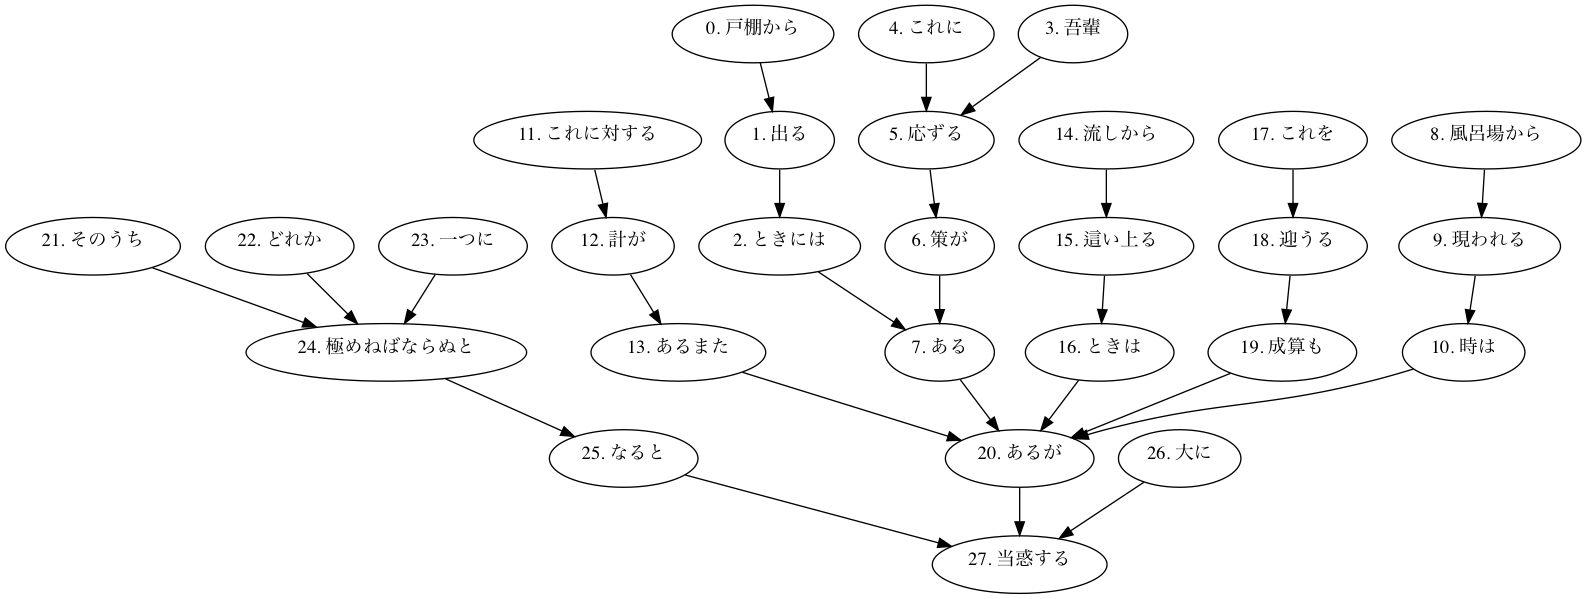 0. 戸棚から
4. これに
3. 吾輩
11. これに対する
1. 出る
5. 応ずる
14. 流しから
17. これを
8. 風呂場から
21. そのうち
22. どれか
23. 一つに
12. 計が
2. ときには
6. 策が
15. 這い上る
18. 迎うる
9. 現われる
24. 極めねばならぬと
13. あるまた
7. ある
16. ときは
19. 成算も
10. 時は
25. なると
20. あるが
26. 大に
27. 当惑する